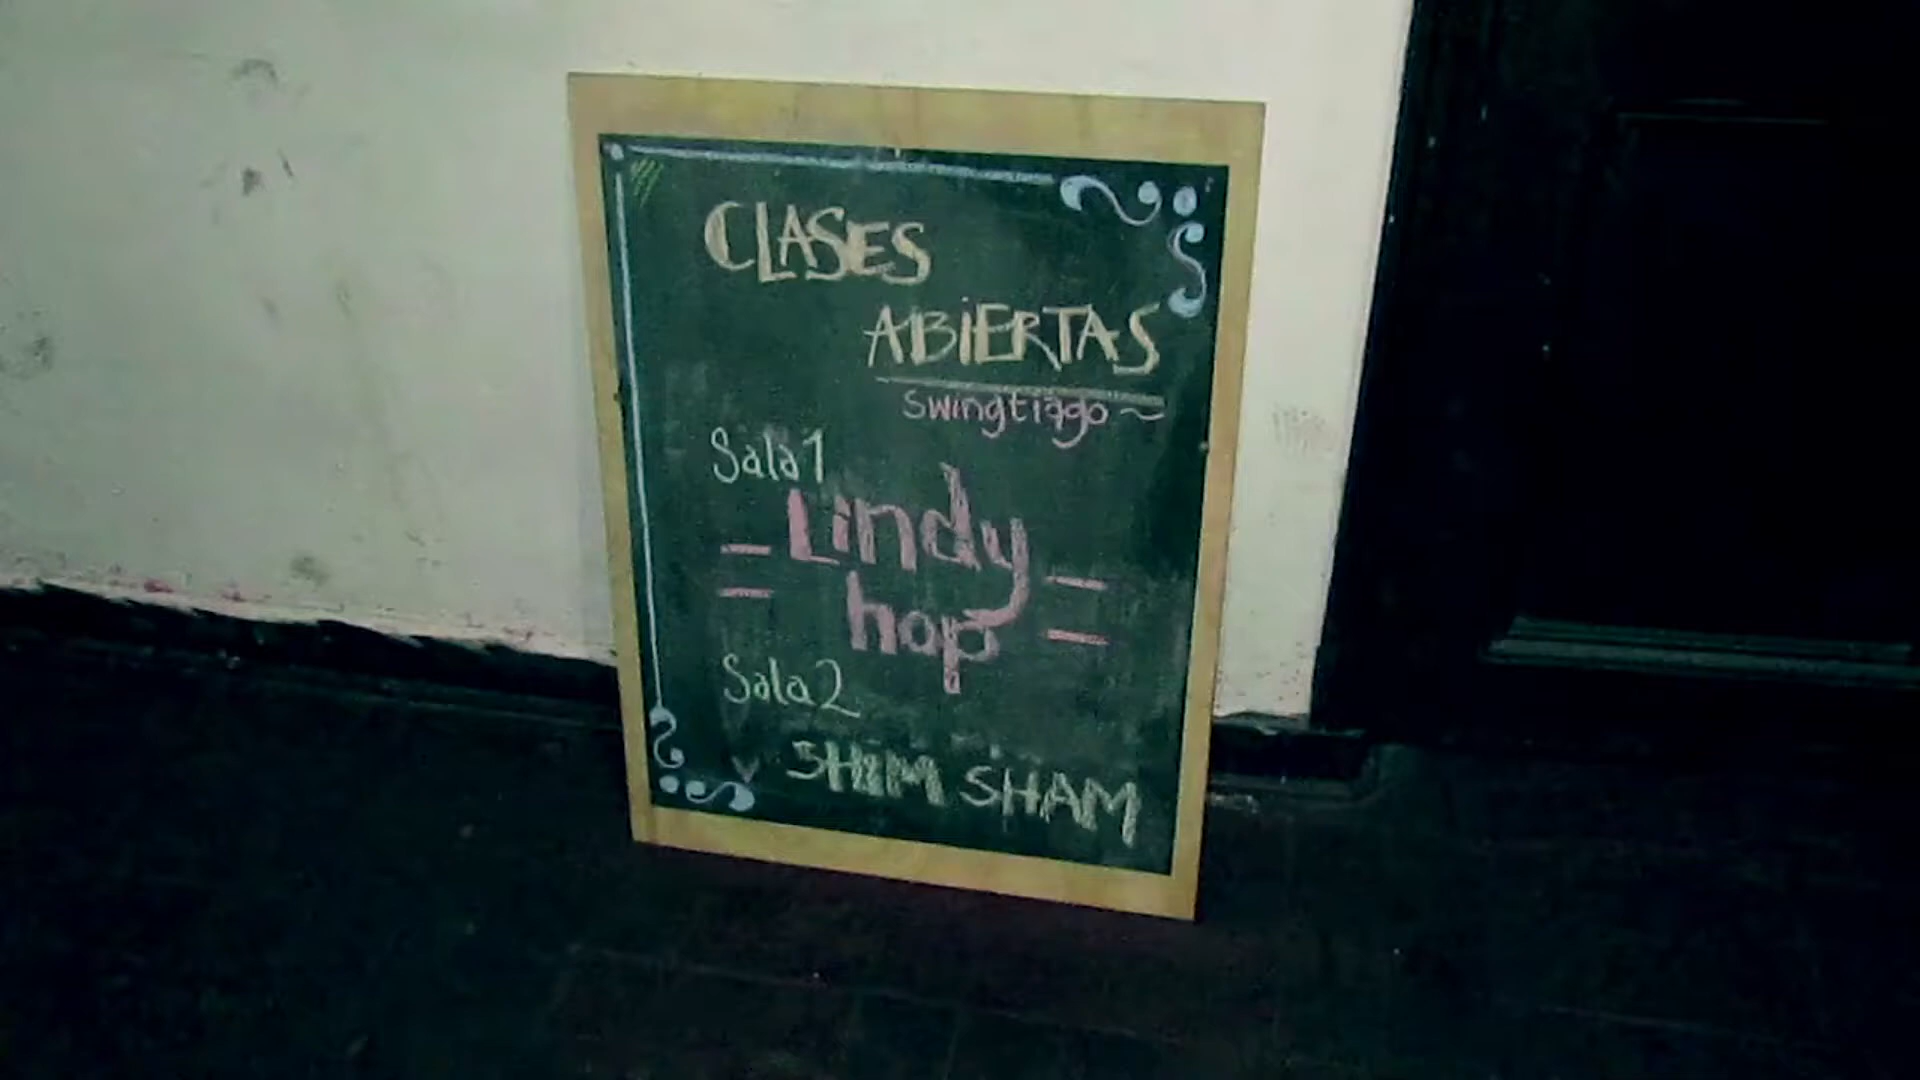 CLASES
ABIERTAS
swingtiago ~
Sala 1
Lindy
hop
Sala 2
SHIM SHAM